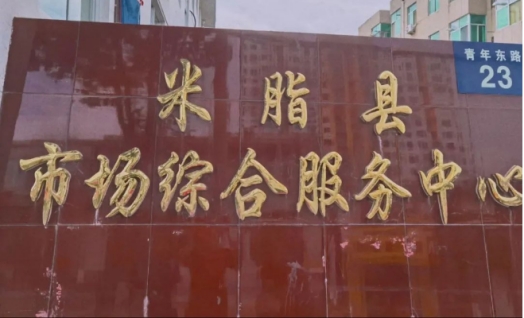 米脂县
市场综合服务中心
青年东路
23